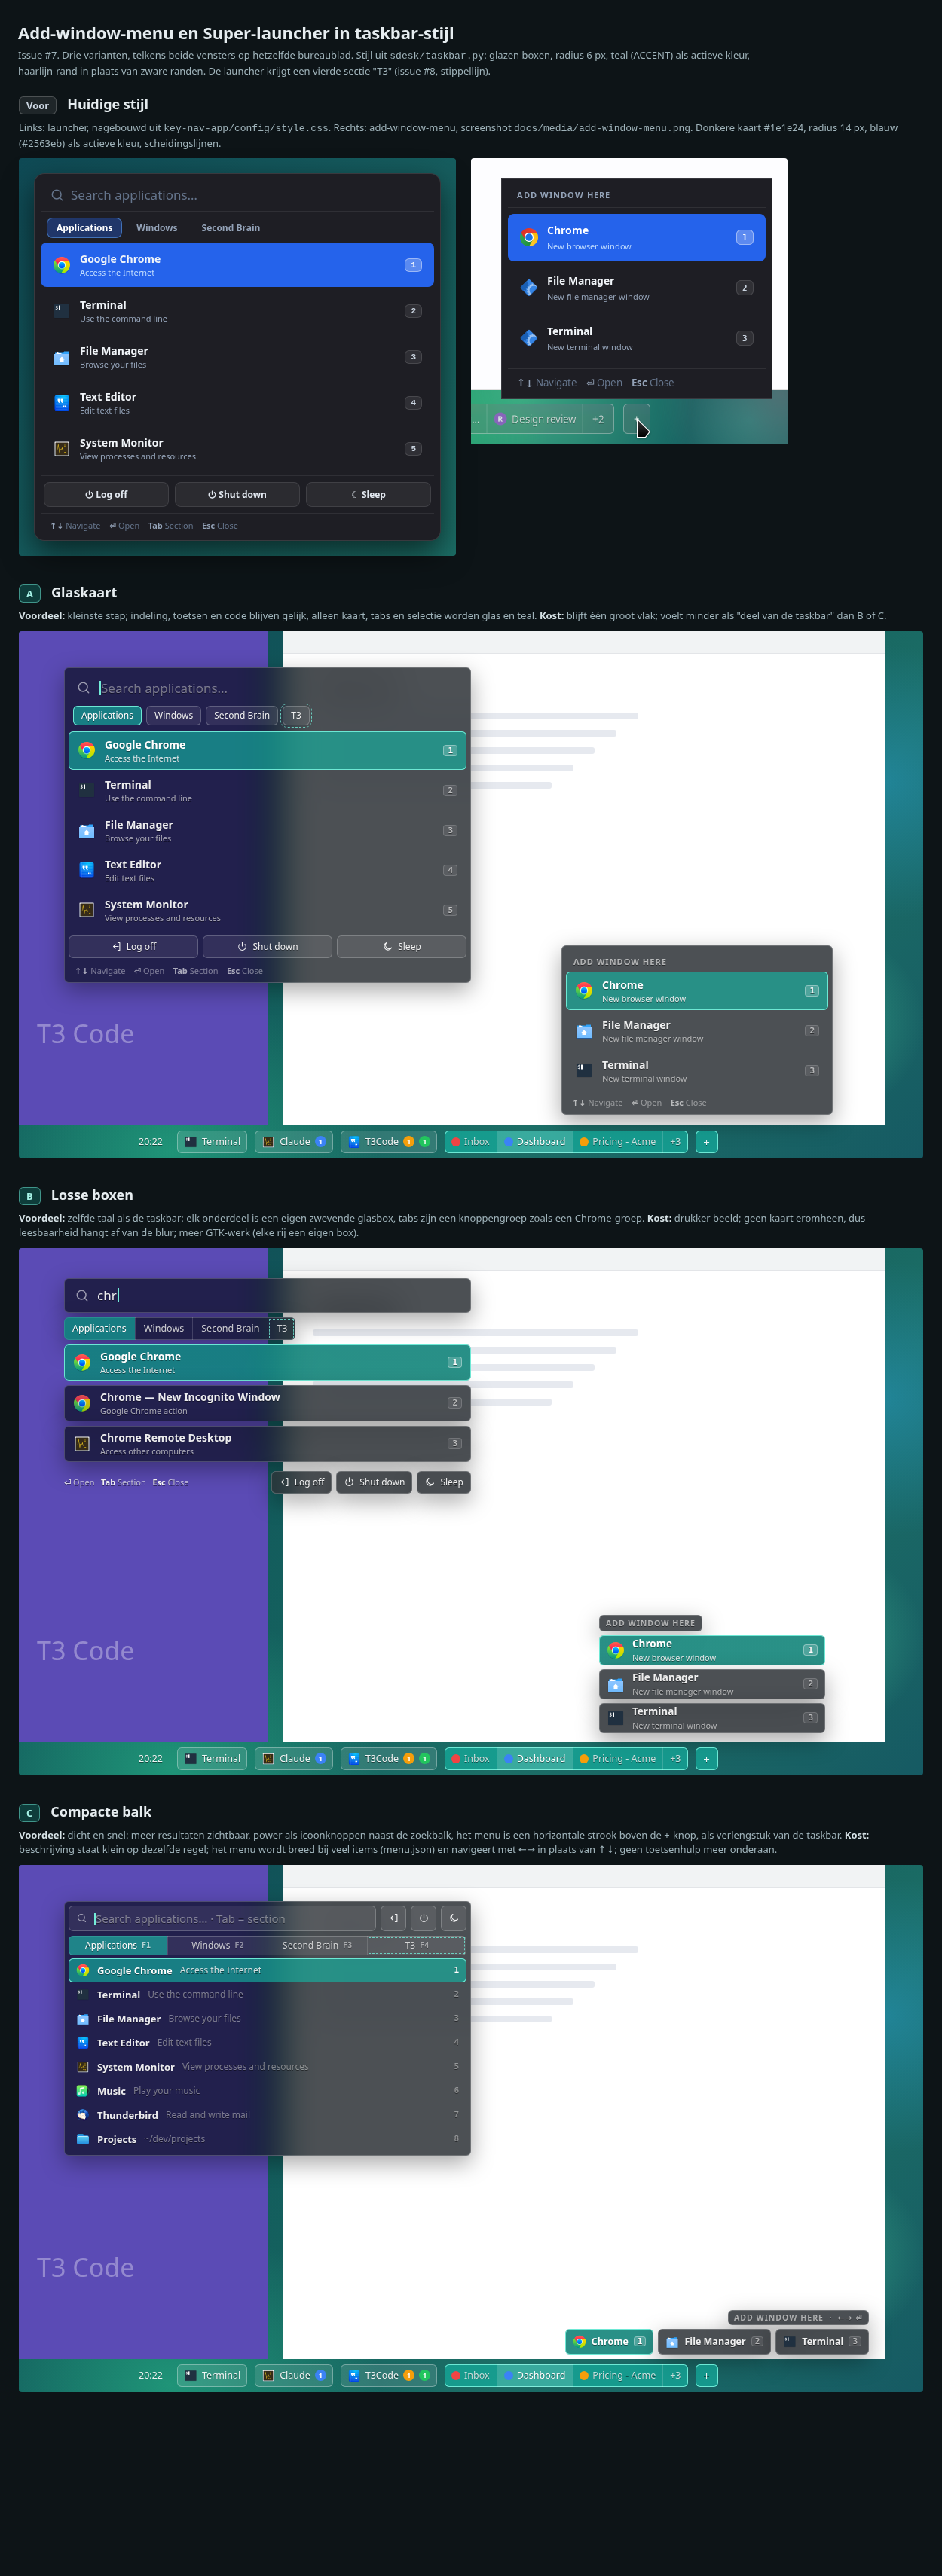 Add-window-menu en Super-launcher in taskbar-stijl
Issue #7. Drie varianten, telkens beide vensters op hetzelfde bureaublad. Stijl uit sdesk/taskbar.py: glazen boxen, radius 6 px, teal (ACCENT) als actieve kleur,
haarlijn-rand in plaats van zware randen. De launcher krijgt een vierde sectie "T3" (issue #8, stippellijn).
Voor Huidige stijl
Links: launcher, nagebouwd uit key-nav-app/config/style.css. Rechts: add-window-menu, screenshot docs/media/add-window-menu.png. Donkere kaart #1e1e24, radius 14 px, blauw
(#2563eb) als actieve kleur, scheidingslijnen.
Search applications...
Applications Windows Second Brain
Google Chrome
Access the Internet
1
Terminal
Use the command line
2
File Manager
Browse your files
3
Text Editor
Edit text files
4
System Monitor
View processes and resources
5
Log off Shut down Sleep
↑↓ Navigate ⏎ Open Tab Section Esc Close
ADD WINDOW HERE
Chrome
New browser window
1
File Manager
New file manager window
2
Terminal
New terminal window
3
↑↓ Navigate ⏎ Open Esc Close
... R Design review +2 +
A Glaskaart
Voordeel: kleinste stap; indeling, toetsen en code blijven gelijk, alleen kaart, tabs en selectie worden glas en teal. Kost: blijft één groot vlak; voelt minder als "deel van de taskbar" dan B of C.
Search applications...
Applications Windows Second Brain T3
Google Chrome
Access the Internet
1
Terminal
Use the command line
2
File Manager
Browse your files
3
Text Editor
Edit text files
4
System Monitor
View processes and resources
5
Log off Shut down Sleep
↑↓ Navigate ⏎ Open Tab Section Esc Close
ADD WINDOW HERE
Chrome
New browser window
1
File Manager
New file manager window
2
Terminal
New terminal window
3
↑↓ Navigate ⏎ Open Esc Close
T3 Code
20:22 Terminal Claude 1 T3Code 1 1 Inbox Dashboard Pricing - Acme +3 +
B Losse boxen
Voordeel: zelfde taal als de taskbar: elk onderdeel is een eigen zwevende glasbox, tabs zijn een knoppengroep zoals een Chrome-groep. Kost: drukker beeld; geen kaart eromheen, dus
leesbaarheid hangt af van de blur; meer GTK-werk (elke rij een eigen box).
chr
Applications Windows Second Brain T3
Google Chrome
Access the Internet
1
Chrome — New Incognito Window
Google Chrome action
2
Chrome Remote Desktop
Access other computers
3
⏎ Open Tab Section Esc Close
Log off Shut down Sleep
ADD WINDOW HERE
Chrome
New browser window
1
File Manager
New file manager window
2
Terminal
New terminal window
3
T3 Code
20:22 Terminal Claude 1 T3Code 1 1 Inbox Dashboard Pricing - Acme +3 +
C Compacte balk
Voordeel: dicht en snel: meer resultaten zichtbaar, power als icoonknoppen naast de zoekbalk, het menu is een horizontale strook boven de +-knop, als verlengstuk van de taskbar. Kost:
beschrijving staat klein op dezelfde regel; het menu wordt breed bij veel items (menu.json) en navigeert met ←→ in plaats van ↑↓; geen toetsenhulp meer onderaan.
Search applications... · Tab = section
Applications F1 Windows F2 Second Brain F3 T3 F4
Google Chrome Access the Internet 1
Terminal Use the command line 2
File Manager Browse your files 3
Text Editor Edit text files 4
System Monitor View processes and resources 5
Music Play your music 6
Thunderbird Read and write mail 7
Projects ~/dev/projects 8
T3 Code
ADD WINDOW HERE · ←→ ⏎
Chrome 1 File Manager 2 Terminal 3
20:22 Terminal Claude 1 T3Code 1 1 Inbox Dashboard Pricing - Acme +3 +